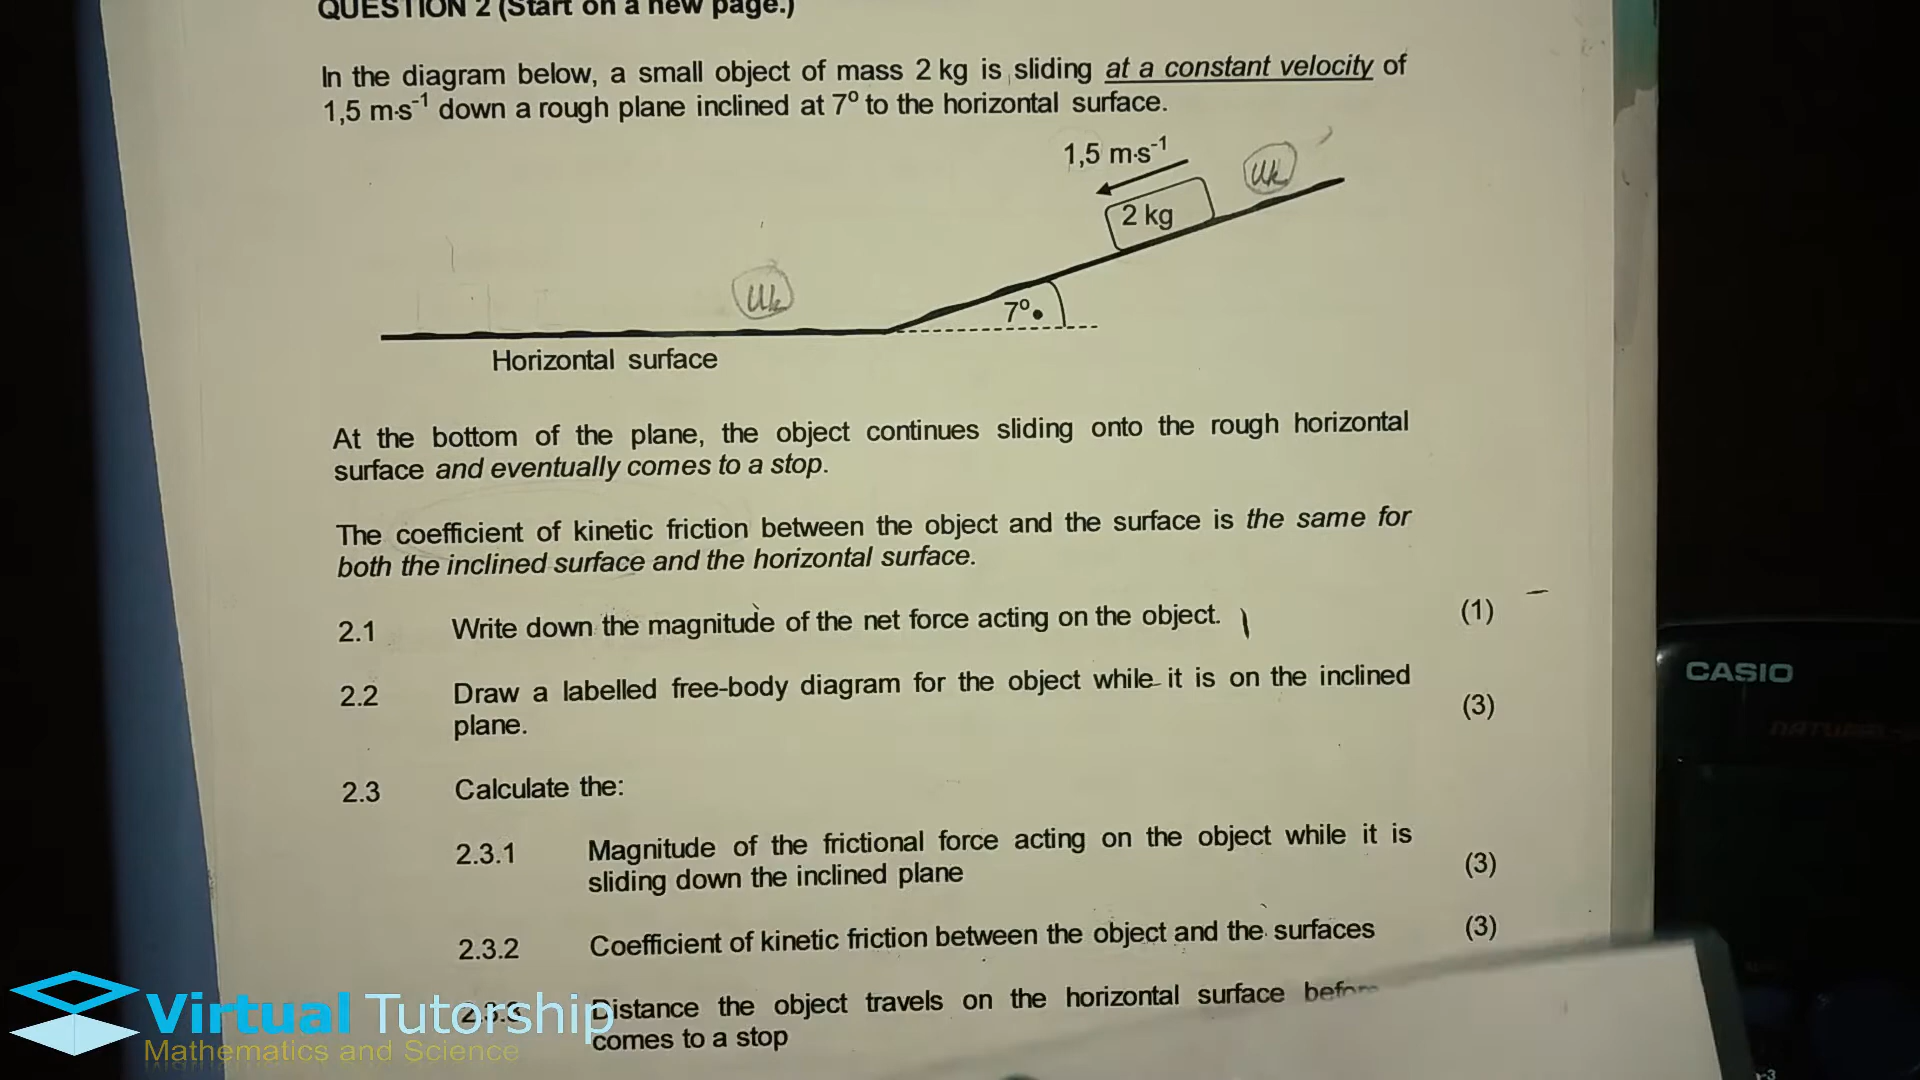 QUESTION 2 (Start on a new page.)
In the diagram below, a small object of mass 2 kg is sliding at a constant velocity of
1,5 m·s⁻¹ down a rough plane inclined at 7º to the horizontal surface.
1,5 m·s⁻¹
2 kg
7º
Horizontal surface
At the bottom of the plane, the object continues sliding onto the rough horizontal
surface and eventually comes to a stop.
The coefficient of kinetic friction between the object and the surface is the same for
both the inclined surface and the horizontal surface.
2.1 Write down the magnitude of the net force acting on the object. (1)
2.2 Draw a labelled free-body diagram for the object while it is on the inclined
plane. (3)
2.3 Calculate the:
2.3.1 Magnitude of the frictional force acting on the object while it is
sliding down the inclined plane (3)
2.3.2 Coefficient of kinetic friction between the object and the surfaces (3)
2.3.3 Distance the object travels on the horizontal surface before
comes to a stop
CASIO
Virtual Tutorship
Mathematics and Science